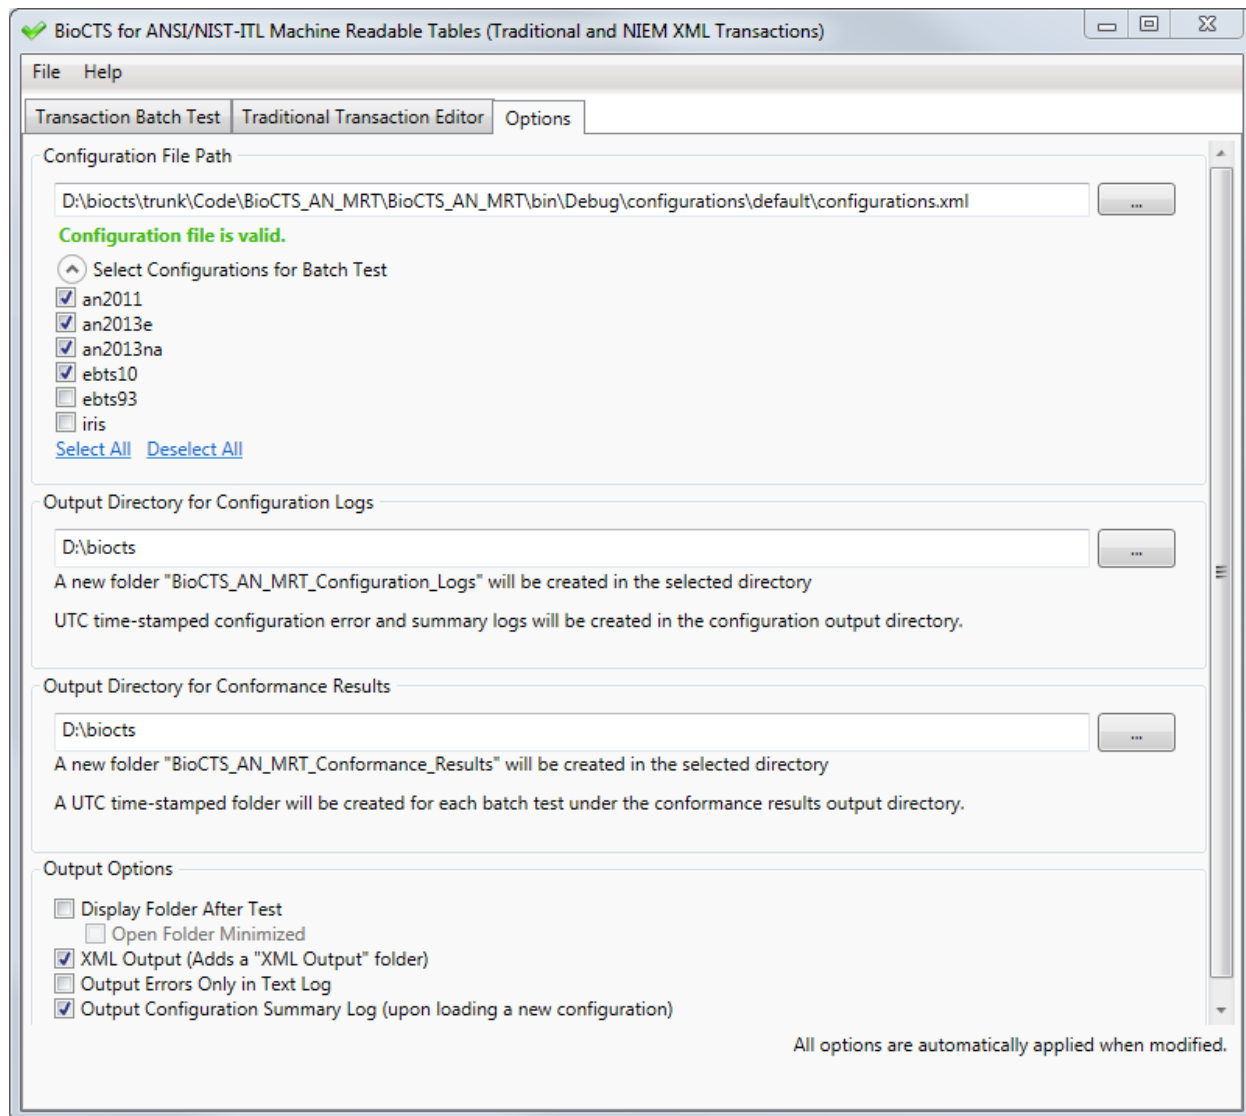 BioCTS for ANSI/NIST-ITL Machine Readable Tables (Traditional and NIEM XML Transactions)
File Help
Transaction Batch Test Traditional Transaction Editor Options
Configuration File Path
D:\biocts\trunk\Code\BioCTS_AN_MRT\BioCTS_AN_MRT\bin\Debug\configurations\default\configurations.xml ...
Configuration file is valid.
Select Configurations for Batch Test
an2011
an2013e
an2013na
ebts10
ebts93
iris
Select All Deselect All
Output Directory for Configuration Logs
D:\biocts ...
A new folder "BioCTS_AN_MRT_Configuration_Logs" will be created in the selected directory
UTC time-stamped configuration error and summary logs will be created in the configuration output directory.
Output Directory for Conformance Results
D:\biocts ...
A new folder "BioCTS_AN_MRT_Conformance_Results" will be created in the selected directory
A UTC time-stamped folder will be created for each batch test under the conformance results output directory.
Output Options
Display Folder After Test
Open Folder Minimized
XML Output (Adds a "XML Output" folder)
Output Errors Only in Text Log
Output Configuration Summary Log (upon loading a new configuration)
All options are automatically applied when modified.